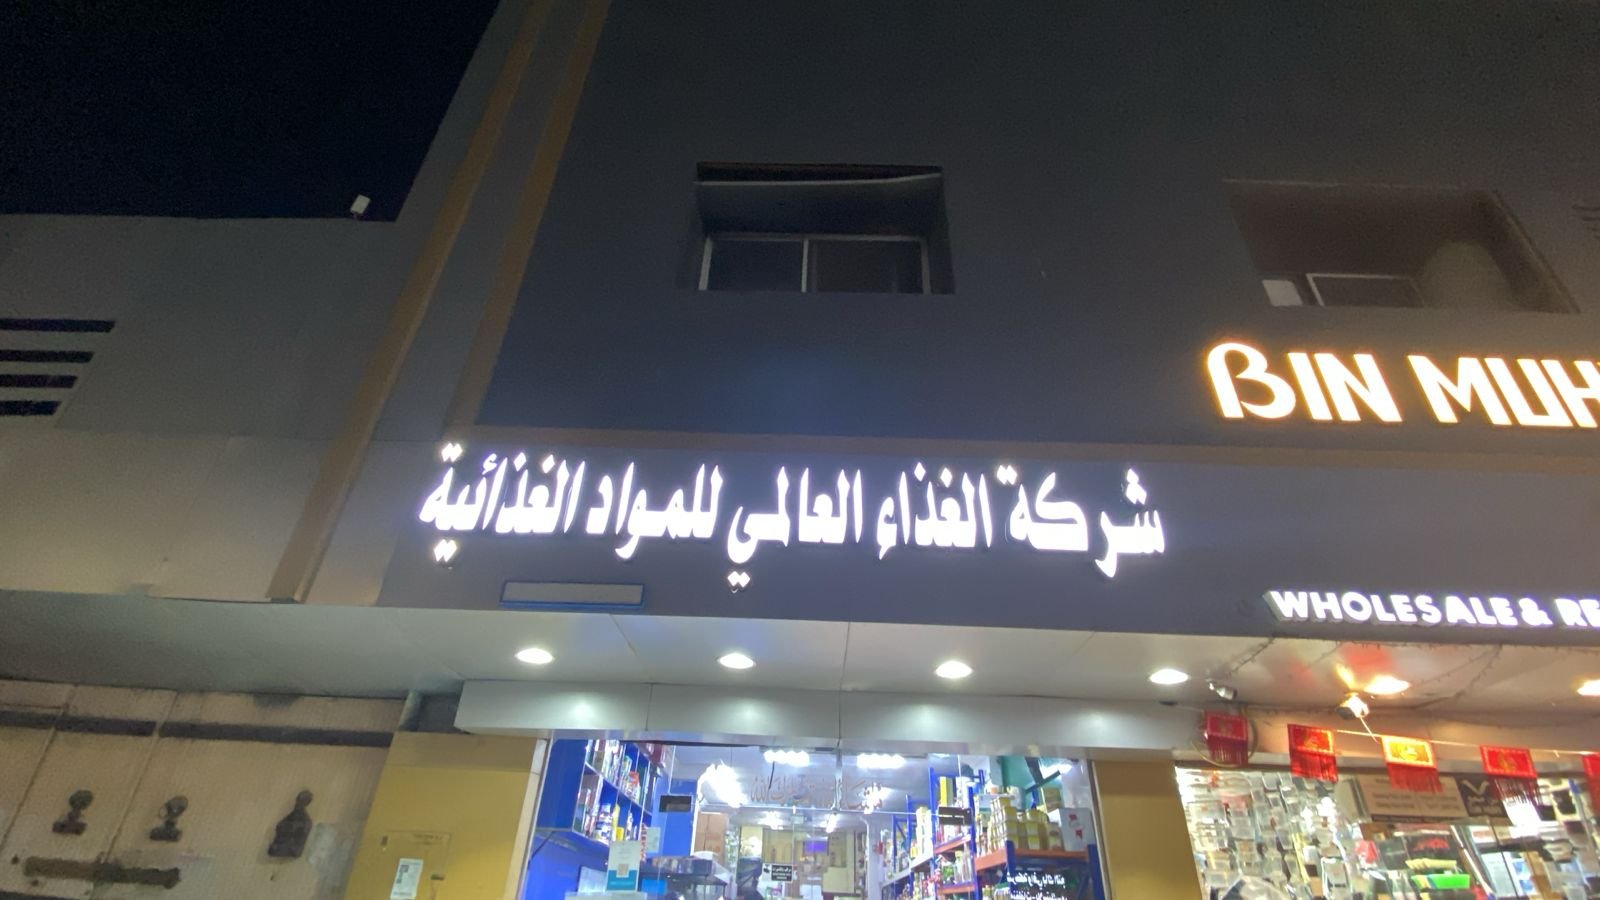 شركة الغذاء العالمي للمواد الغذائية
BIN MUH
WHOLESALE & RE